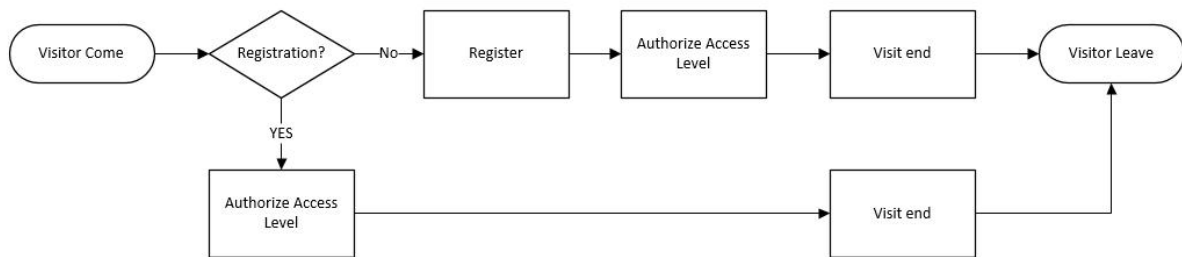 Visitor Come
Registration?
No
Register
Authorize Access
Level
Visit end
Visitor Leave
YES
Authorize Access
Level
Visit end